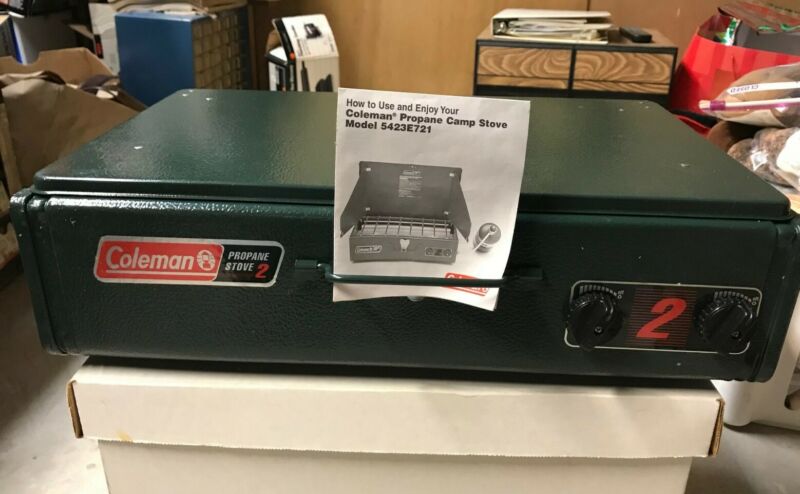 How to Use and Enjoy Your
Coleman® Propane Camp Stove
Model 5423E721
Coleman
PROPANE
STOVE 2
2